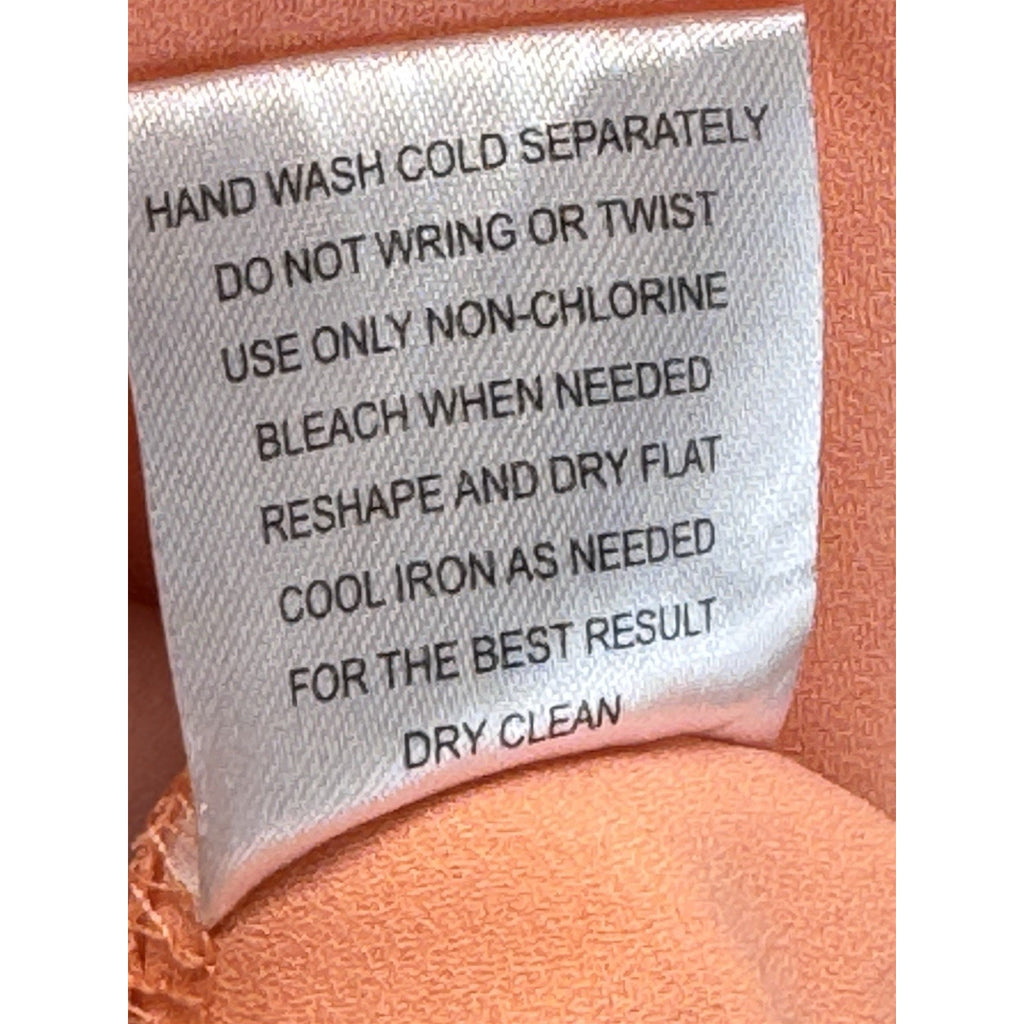 HAND WASH COLD SEPARATELY
DO NOT WRING OR TWIST
USE ONLY NON-CHLORINE
BLEACH WHEN NEEDED
RESHAPE AND DRY FLAT
COOL IRON AS NEEDED
FOR THE BEST RESULT
DRY CLEAN